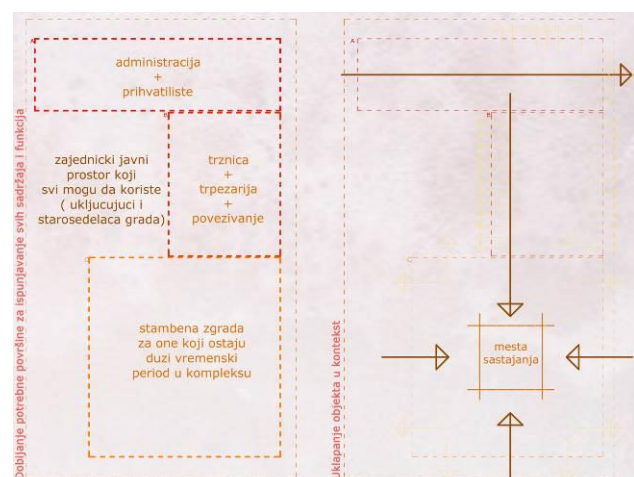 Dobijanje potrebne površine za ispunjavanje svih sadržaja i funkcija
A
administracija
+
prihvatiliste
B
trznica
+
trpezarija
+
povezivanje
zajednicki javni
prostor koji
svi mogu da koriste
( ukljucujuci i
starosedelaca grada)
C
stambena zgrada
za one koji ostaju
duzi vremenski
period u kompleksu
Uklapanje objekta u kontekst
A
B
C
mesta
sastajanja